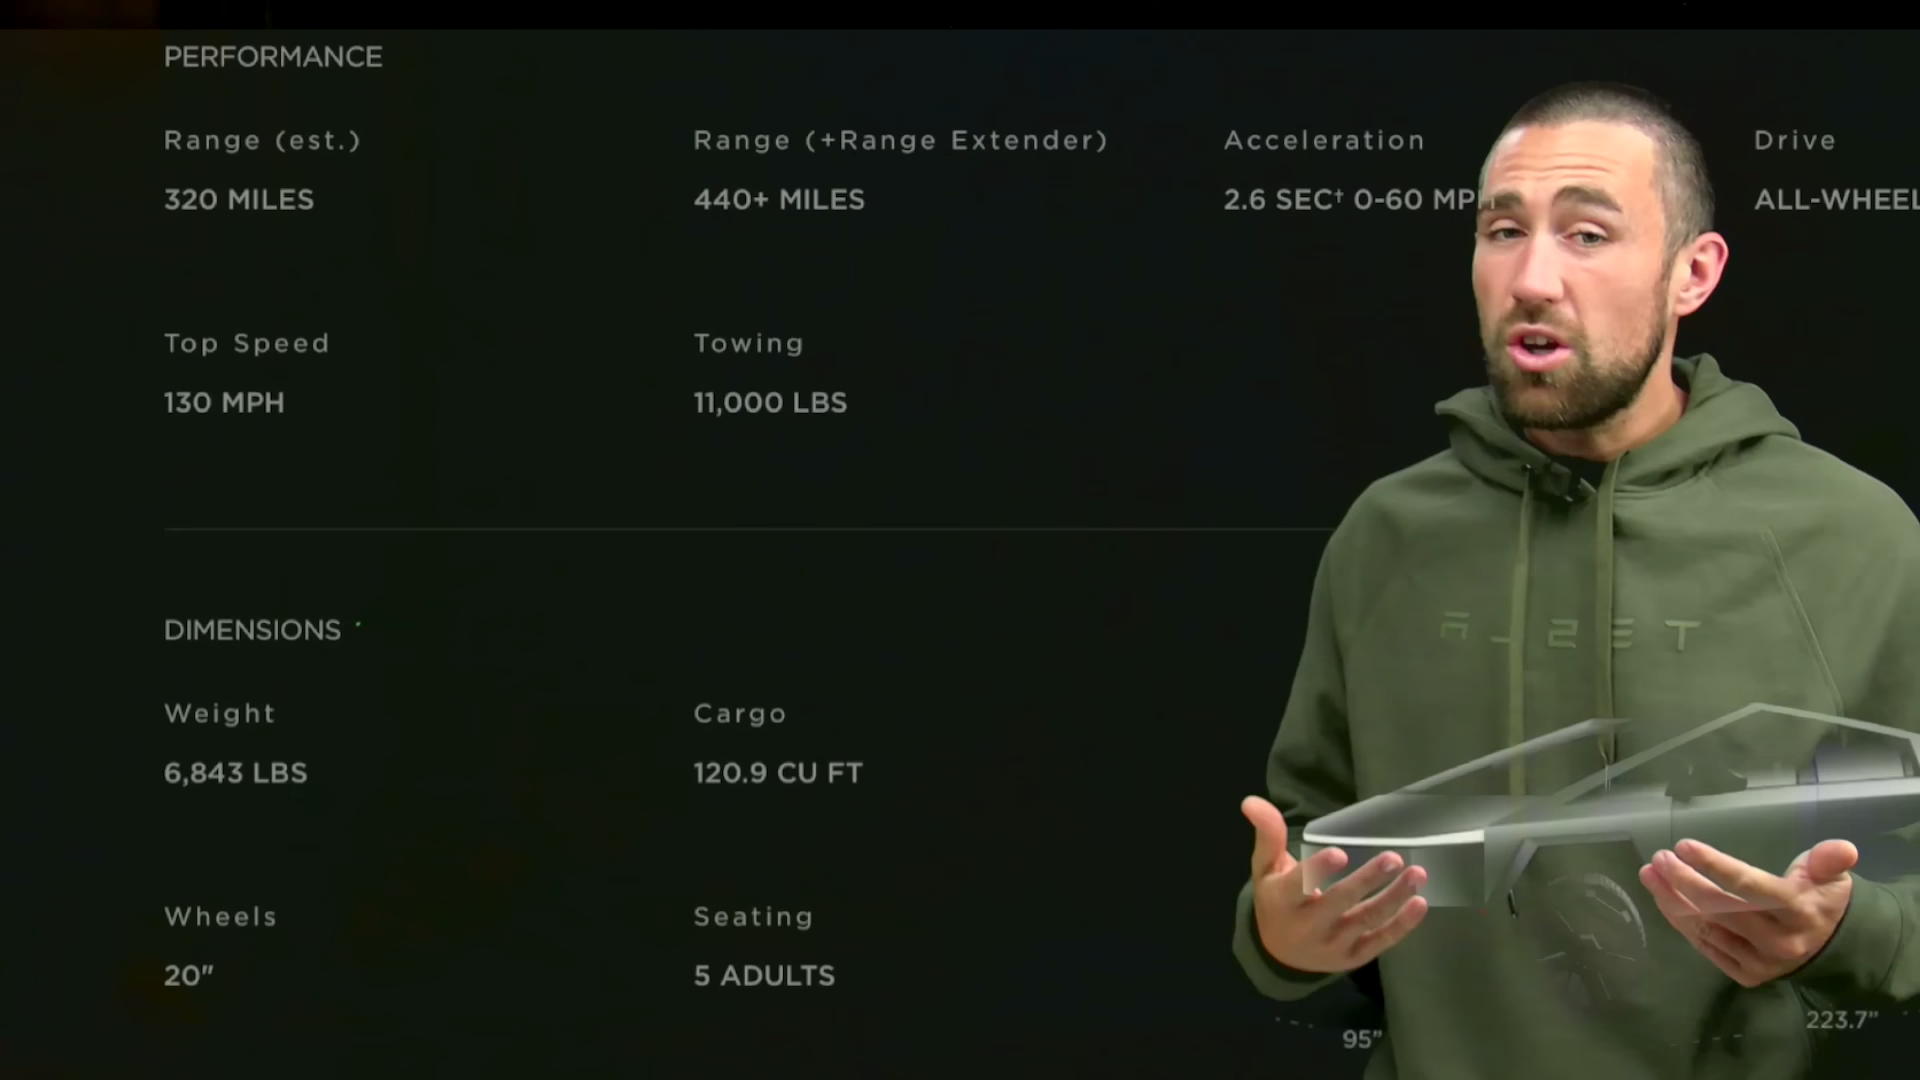 PERFORMANCE
Range (est.)
320 MILES
Range (+Range Extender)
440+ MILES
Acceleration
2.6 SEC† 0-60 MPH
Drive
ALL-WHEEL
Top Speed
130 MPH
Towing
11,000 LBS
DIMENSIONS
Weight
6,843 LBS
Cargo
120.9 CU FT
Wheels
20"
Seating
5 ADULTS
95"
223.7"